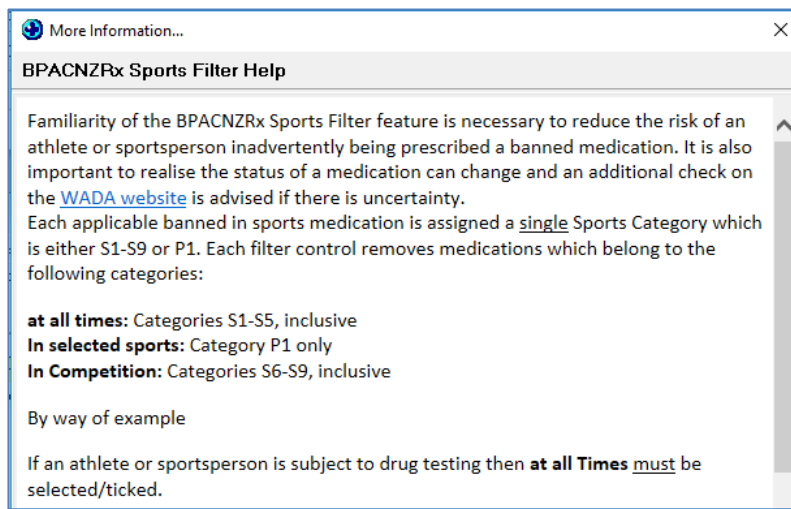 More Information...
BPACNZRx Sports Filter Help
Familiarity of the BPACNZRx Sports Filter feature is necessary to reduce the risk of an
athlete or sportsperson inadvertently being prescribed a banned medication. It is also
important to realise the status of a medication can change and an additional check on
the WADA website is advised if there is uncertainty.
Each applicable banned in sports medication is assigned a single Sports Category which
is either S1-S9 or P1. Each filter control removes medications which belong to the
following categories:
at all times: Categories S1-S5, inclusive
In selected sports: Category P1 only
In Competition: Categories S6-S9, inclusive
By way of example
If an athlete or sportsperson is subject to drug testing then at all Times must be
selected/ticked.